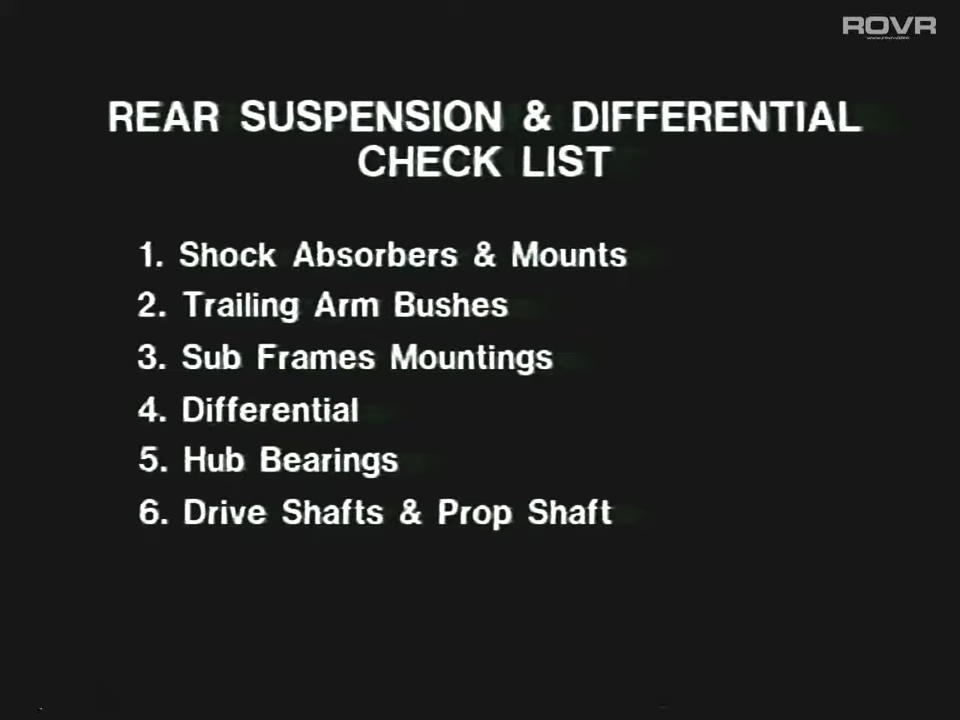 ROVR
REAR SUSPENSION & DIFFERENTIAL
CHECK LIST
1. Shock Absorbers & Mounts
2. Trailing Arm Bushes
3. Sub Frames Mountings
4. Differential
5. Hub Bearings
6. Drive Shafts & Prop Shaft